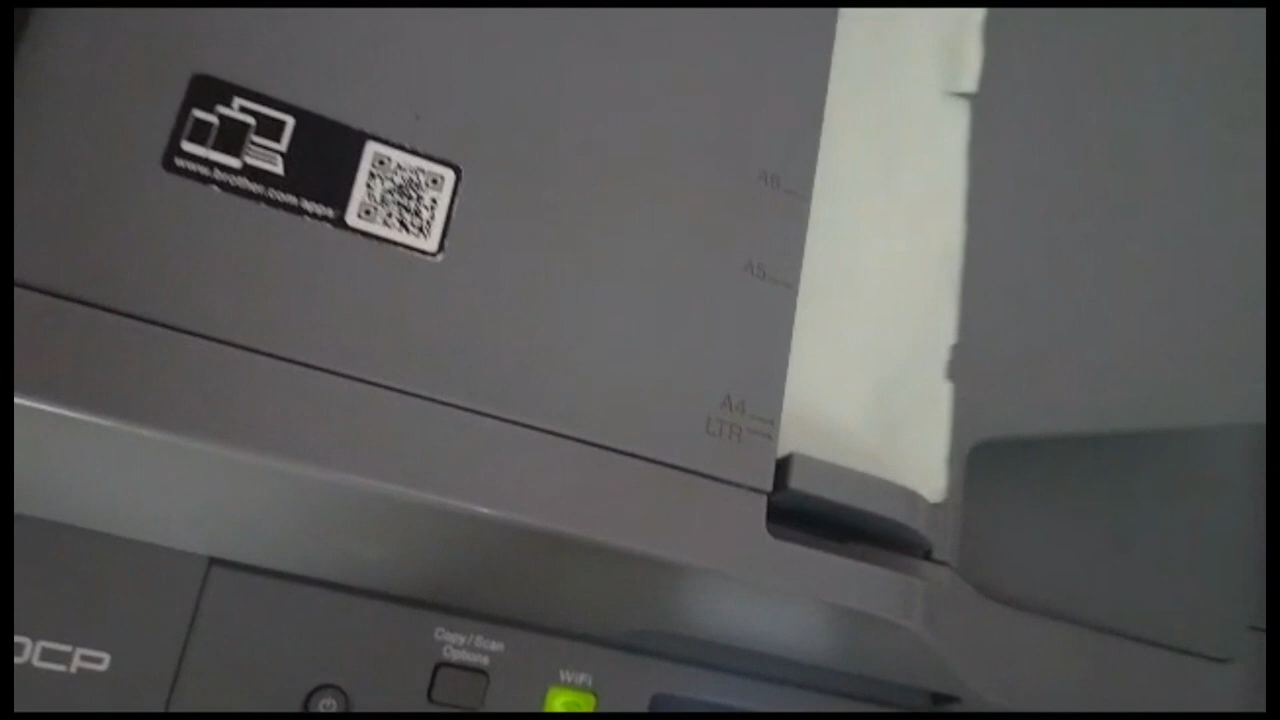 www.brother.com apps
A6
A5
A4
LTR
DCP
Copy / Scan
Options
WiFi